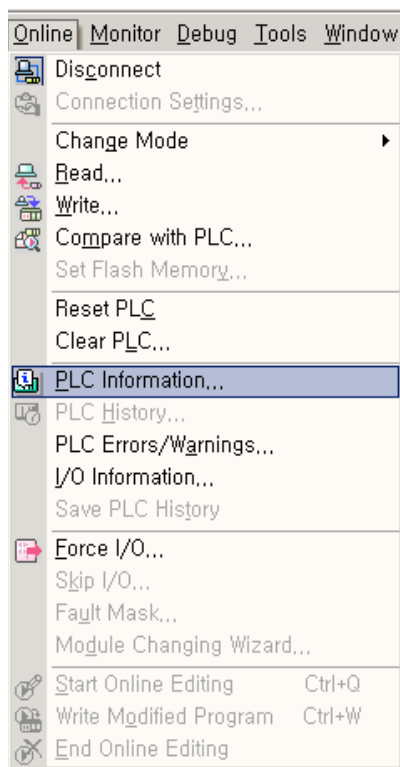 Online Monitor Debug Tools Window
Disconnect
Connection Settings...
Change Mode
Read...
Write...
Compare with PLC...
Set Flash Memory...
Reset PLC
Clear PLC...
PLC Information...
PLC History...
PLC Errors/Warnings...
I/O Information...
Save PLC History
Force I/O...
Skip I/O...
Fault Mask...
Module Changing Wizard...
Start Online Editing Ctrl+Q
Write Modified Program Ctrl+W
End Online Editing